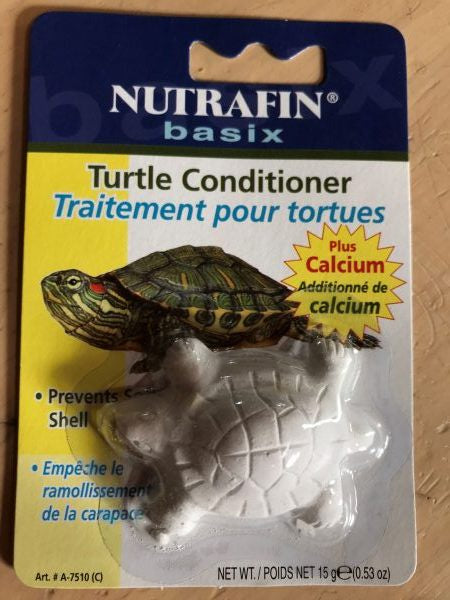 NUTRAFIN®
basix
Turtle Conditioner
Traitement pour tortues
Plus
Calcium
Additionné de
calcium
• Prevents
Shell
• Empêche le
ramollissement
de la carapace
Art. # A-7510 (C)
NET WT. / POIDS NET 15 g℮(0.53 oz)